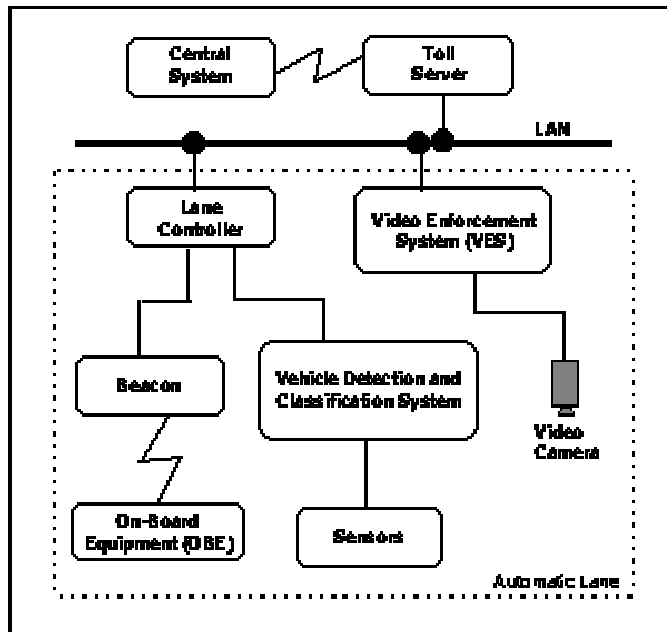 Central
System
Toll
Server
LAN
Lane
Controller
Video Enforcement
System (VES)
Beacon
Vehicle Detection and
Classification System
Video
Camera
On-Board
Equipment (OBE)
Sensors
Automatic Lane